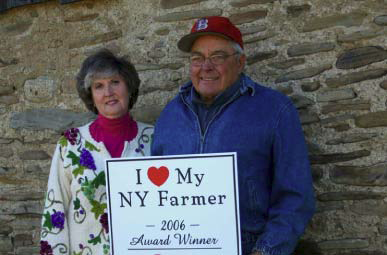 B
I ❤ My
NY Farmer
- 2006 -
Award Winner